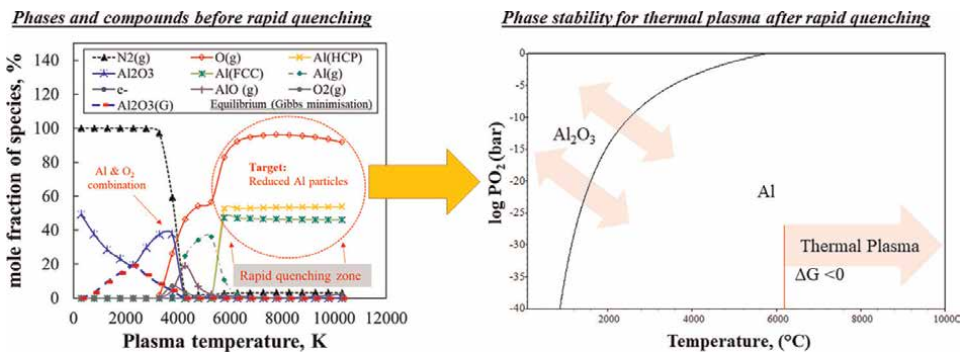 Phases and compounds before rapid quenching
N2(g) O(g) Al(HCP)
Al2O3 Al(FCC) Al(g)
e- AlO (g) O2(g)
Al2O3(G) Equilibrium (Gibbs minimisation)
mole fraction of species, %
140
120
100
80
60
40
20
0
Al & O2
combination
Target:
Reduced Al particles
Rapid quenching zone
0 2000 4000 6000 8000 10000 12000
Plasma temperature, K
Phase stability for thermal plasma after rapid quenching
log PO2 (bar)
0
-5
-10
-15
-20
-25
-30
-35
-40
Al2O3
Al
Thermal Plasma
ΔG <0
2000 4000 6000 8000 1000
Temperature, (°C)